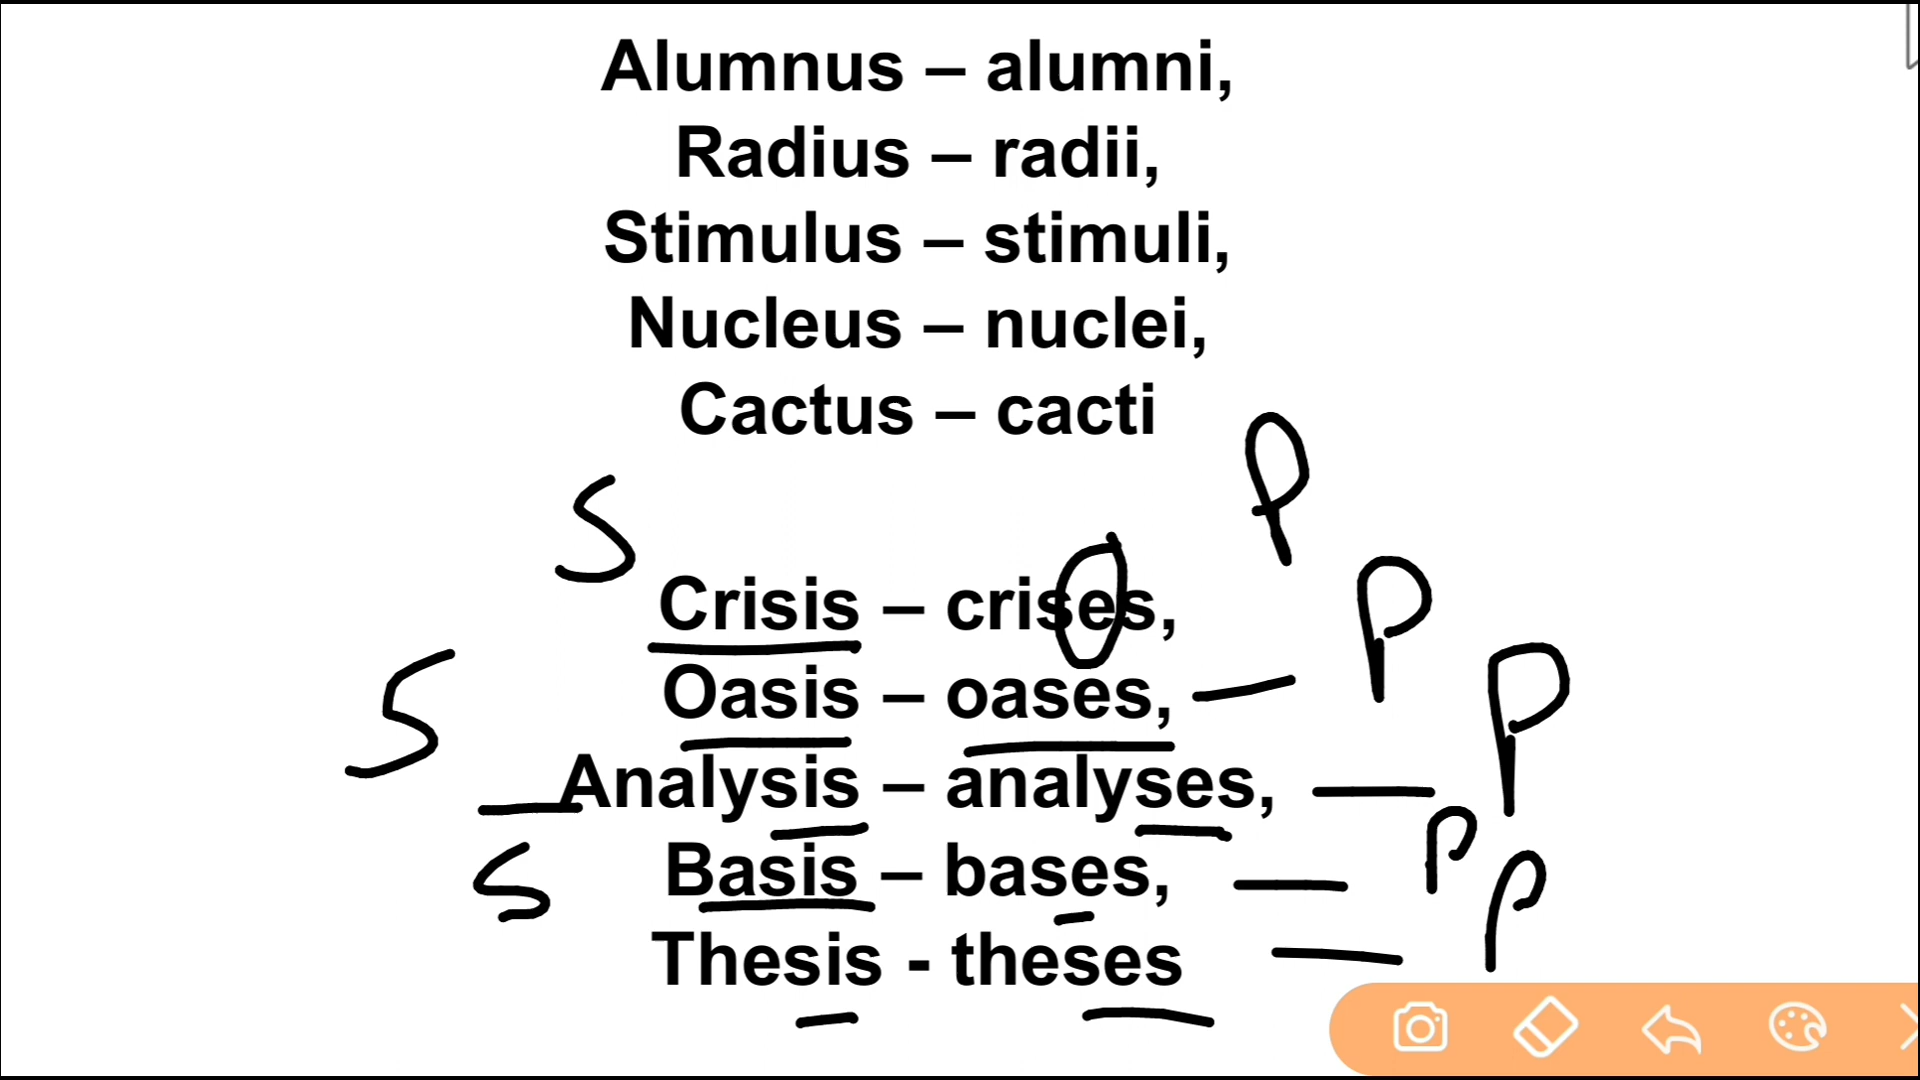 Alumnus – alumni,
Radius – radii,
Stimulus – stimuli,
Nucleus – nuclei,
Cactus – cacti
P
S
Crisis – crises,
P
S
Oasis – oases,
P
Analysis – analyses,
P
S
Basis – bases,
P
Thesis - theses